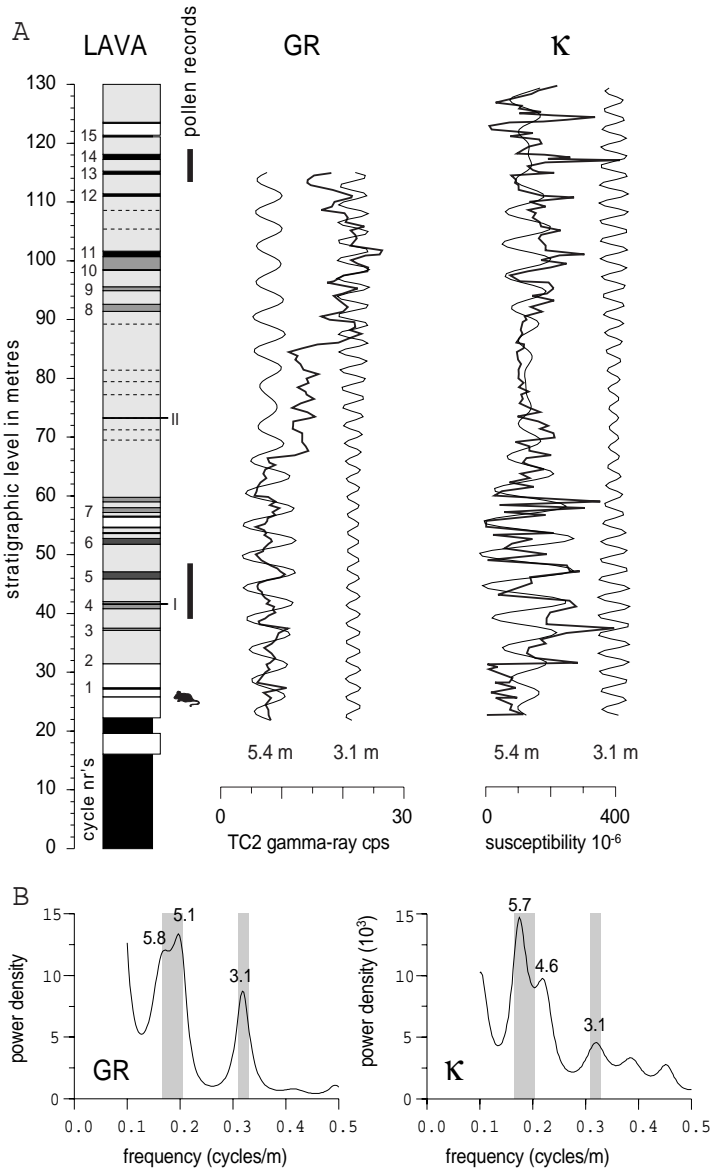 A
LAVA
GR
κ
pollen records
stratigraphic level in metres
130
120
110
100
90
80
70
60
50
40
30
20
10
0
15
14
13
12
11
10
9
8
II
7
6
5
4
I
3
2
1
cycle nr's
5.4 m
3.1 m
5.4 m
3.1 m
0
30
TC2 gamma-ray cps
0
400
susceptibility 10-6
B
15
10
5
0
power density
5.8
5.1
3.1
GR
0.0
0.1
0.2
0.3
0.4
0.5
frequency (cycles/m)
15
10
5
0
power density (10³)
5.7
4.6
3.1
κ
0.0
0.1
0.2
0.3
0.4
0.5
frequency (cycles/m)